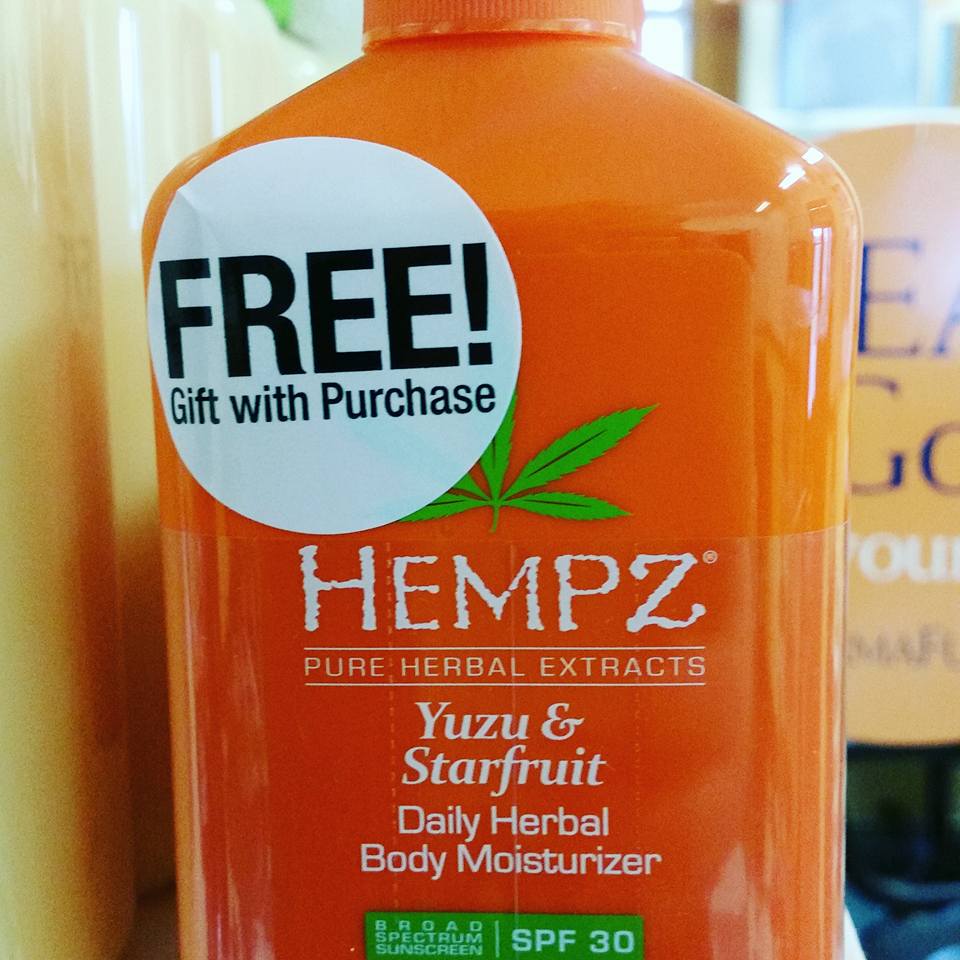 FREE!
Gift with Purchase
HEMPZ®
PURE HERBAL EXTRACTS
Yuzu &
Starfruit
Daily Herbal
Body Moisturizer
BROAD
SPECTRUM
SUNSCREEN
SPF 30